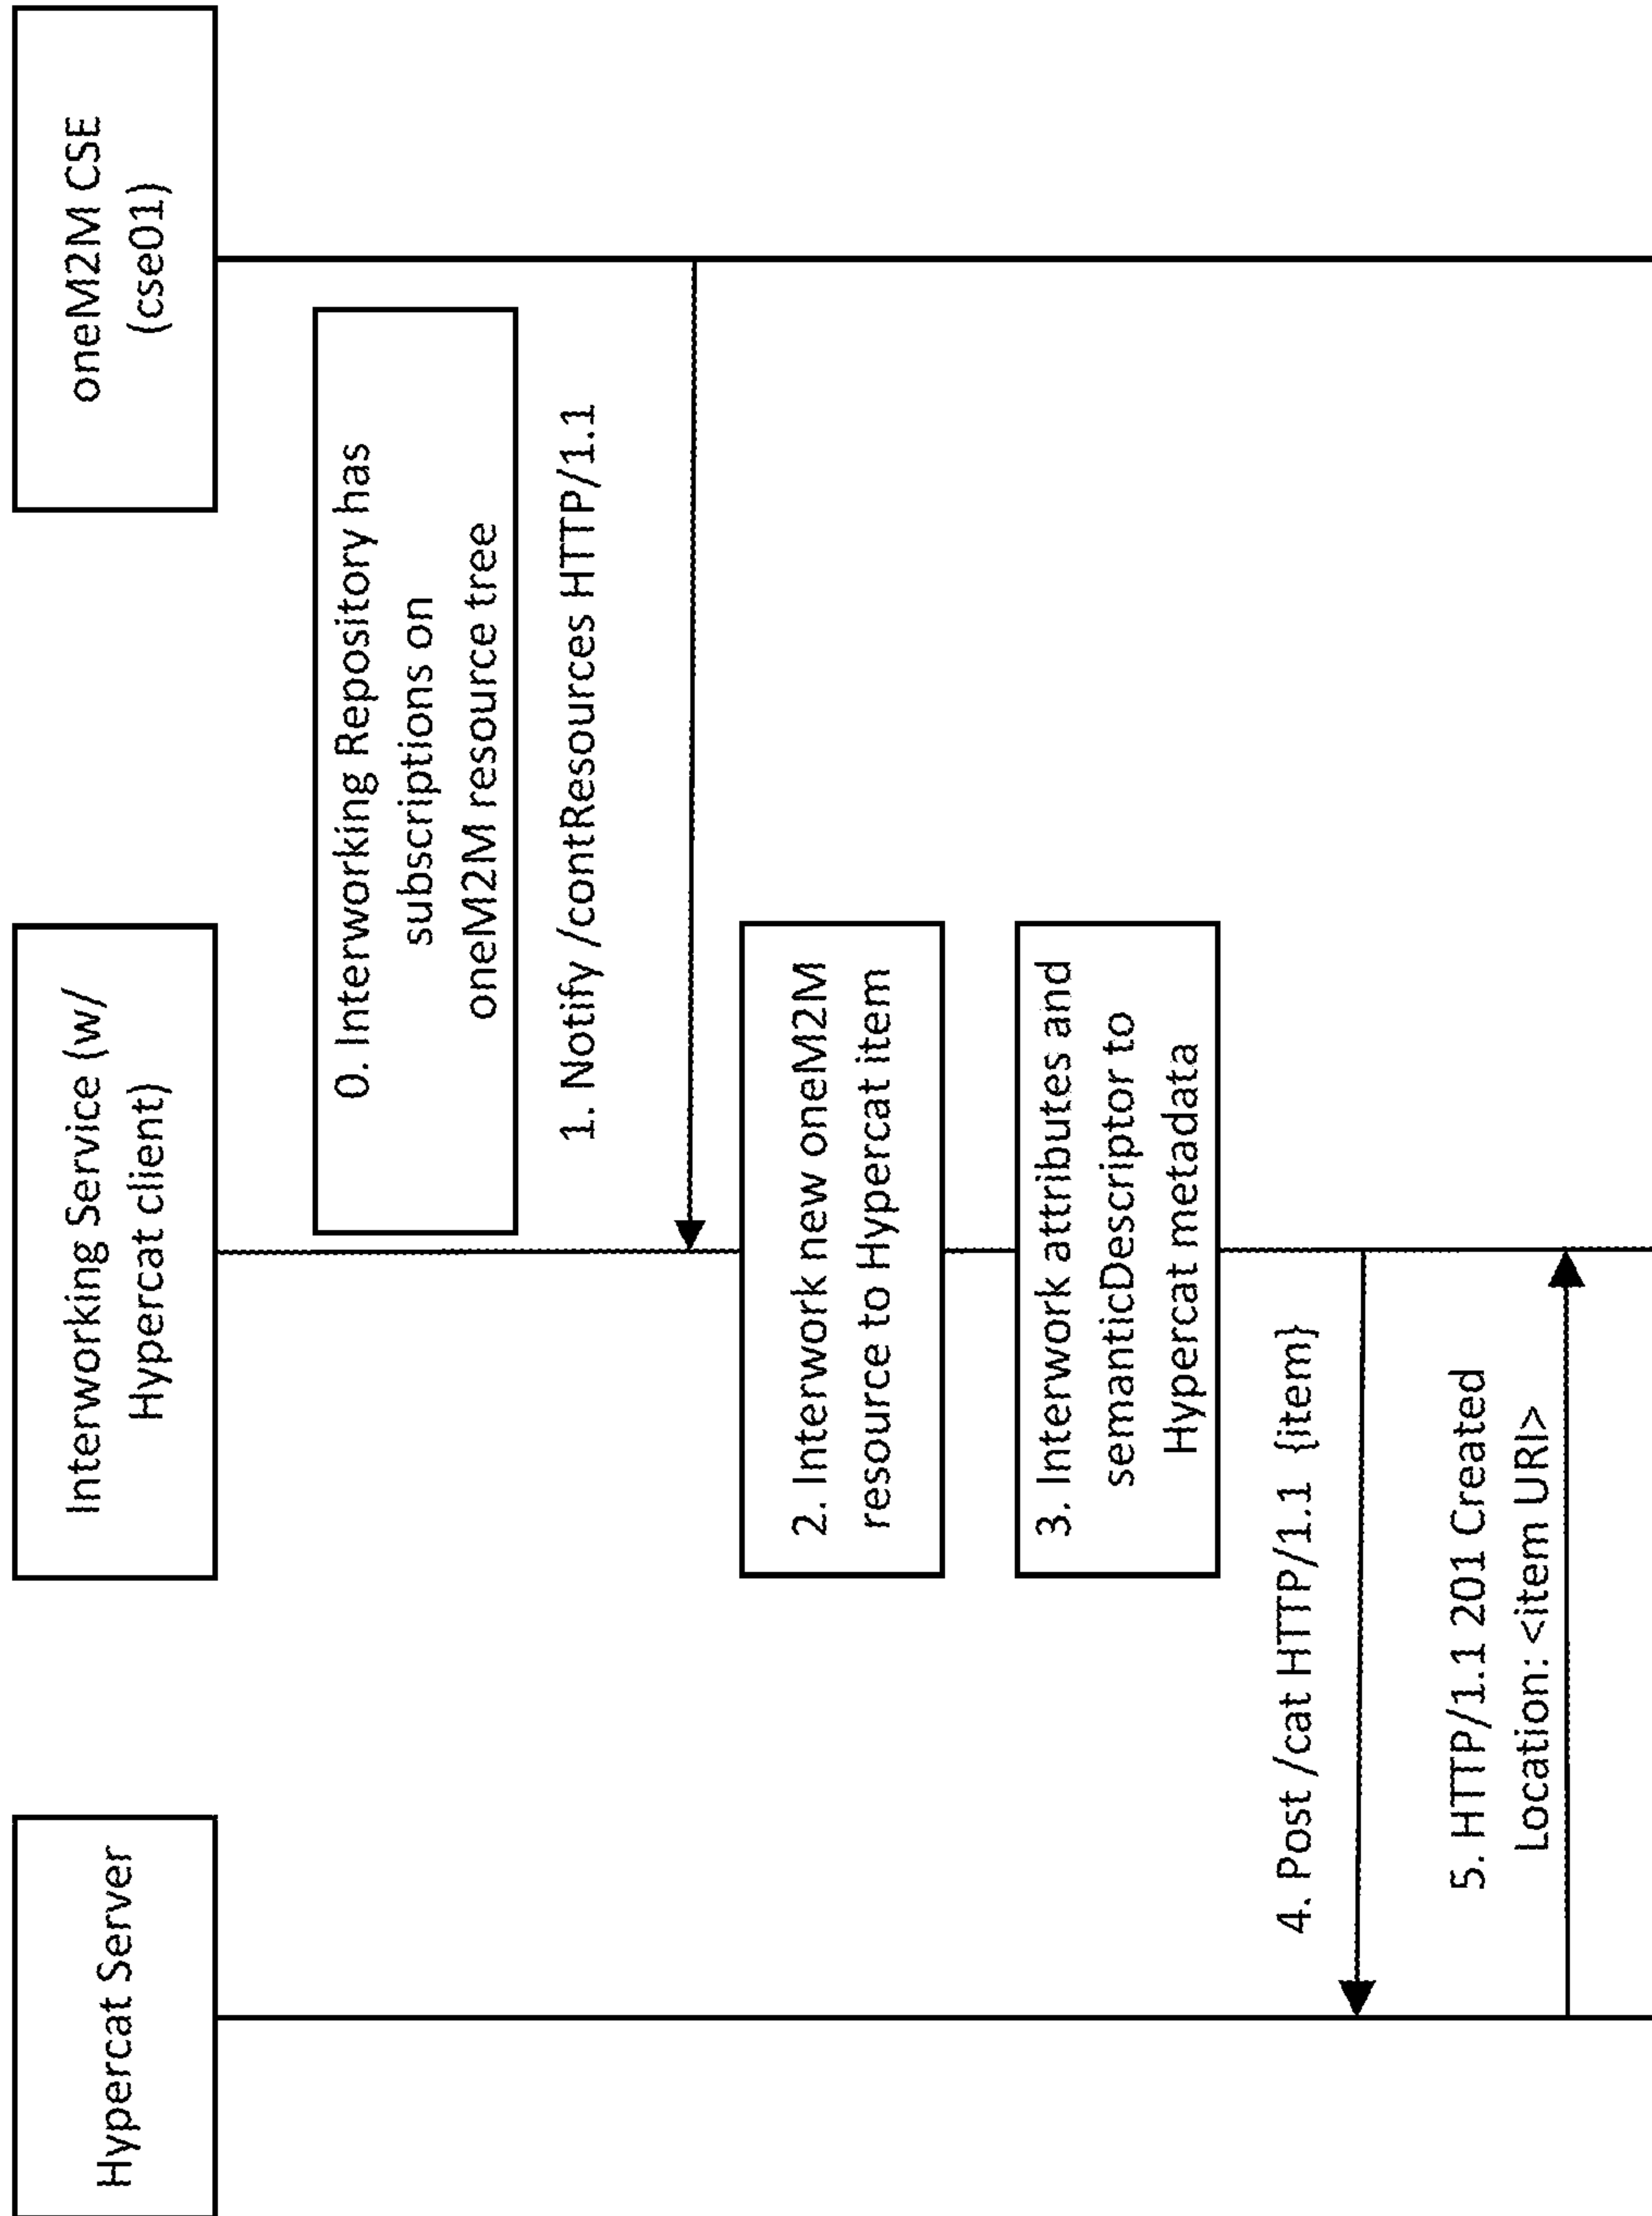 Hypercat Server
Interworking Service (w/
Hypercat client)
oneM2M CSE
(cse01)
0. Interworking Repository has
subscriptions on
oneM2M resource tree
1. Notify /contResources HTTP/1.1
2. Interwork new oneM2M
resource to Hypercat item
3. Interwork attributes and
semanticDescriptor to
Hypercat metadata
4. Post /cat HTTP/1.1 {item}
5. HTTP/1.1 201 Created
Location: <item URI>